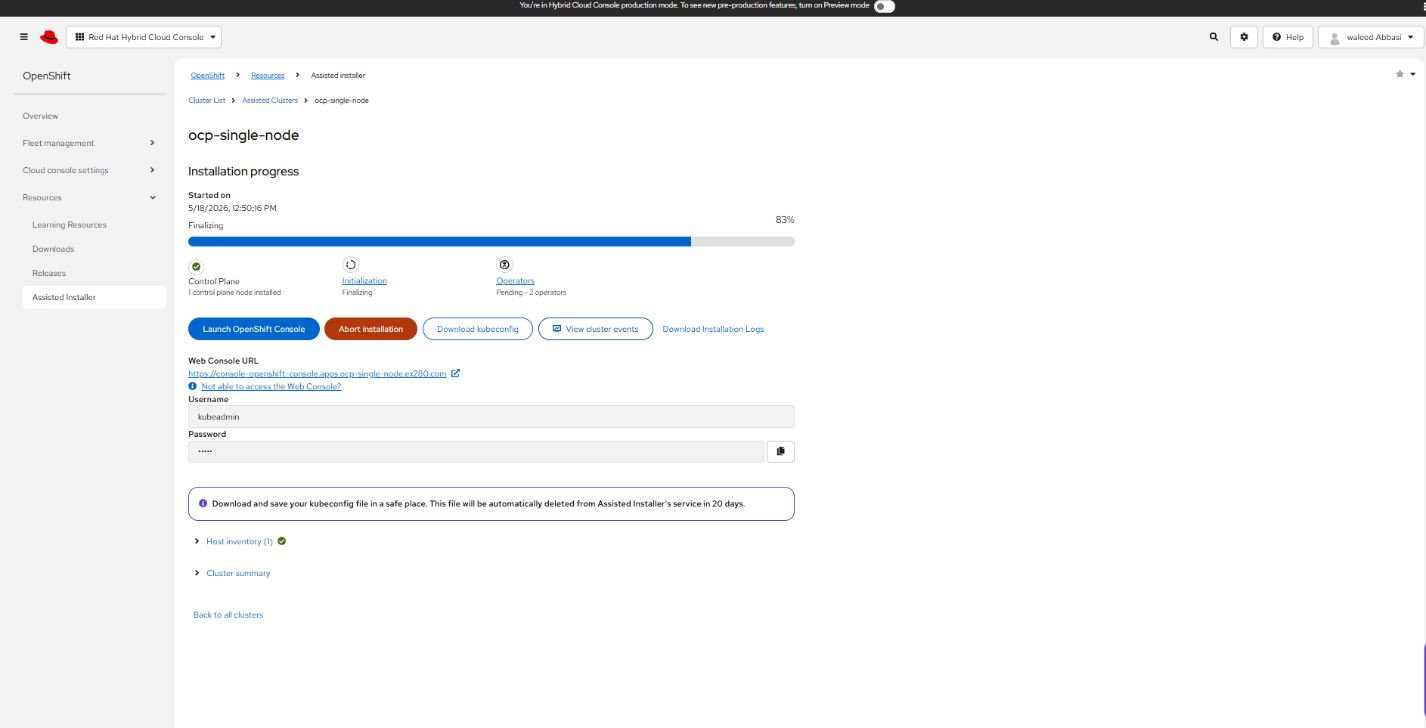 You're in Hybrid Cloud Console production mode. To see new pre-production features, turn on Preview mode
Red Hat Hybrid Cloud Console
Help
waleed Abbasi
OpenShift
Overview
Fleet management
Cloud console settings
Resources
Learning Resources
Downloads
Releases
Assisted Installer
OpenShift > Resources > Assisted installer
Cluster List > Assisted Clusters > ocp-single-node
ocp-single-node
Installation progress
Started on
5/18/2026, 12:50:16 PM
Finalizing
83%
Control Plane
1 control plane node installed
Initialization
Finalizing
Operators
Pending - 2 operators
Launch OpenShift Console
Abort installation
Download kubeconfig
View cluster events
Download Installation Logs
Web Console URL
https://console-openshift-console.apps.ocp-single-node.ex280.com
Not able to access the Web Console?
Username
kubeadmin
Password
•••••
Download and save your kubeconfig file in a safe place. This file will be automatically deleted from Assisted Installer's service in 20 days.
Host inventory (1)
Cluster summary
Back to all clusters